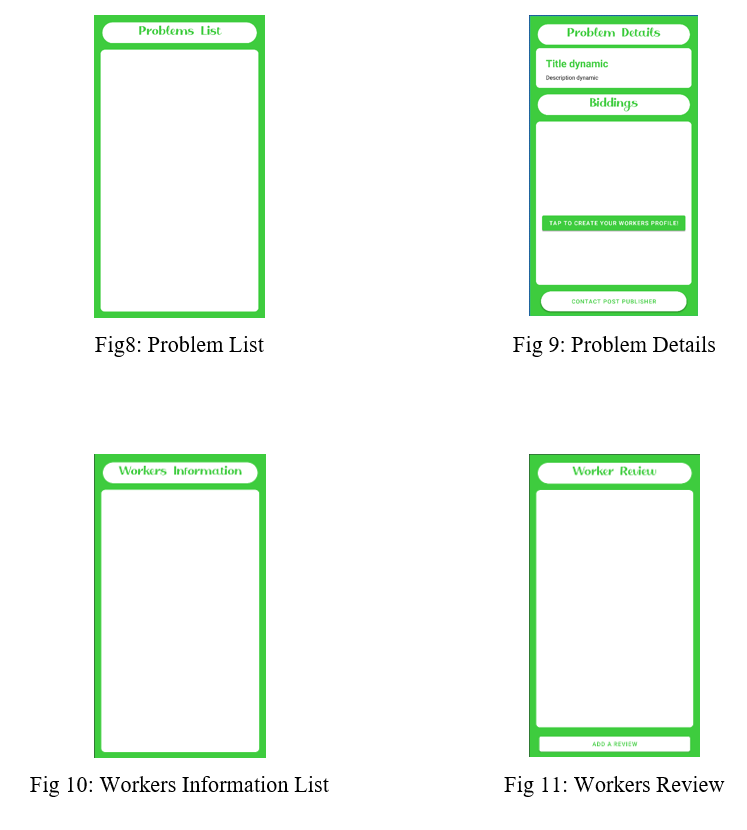 Problems List
Fig8: Problem List
Problem Details
Title dynamic
Description dynamic
Biddings
TAP TO CREATE YOUR WORKERS PROFILE!
CONTACT POST PUBLISHER
Fig 9: Problem Details
Workers Information
Fig 10: Workers Information List
Worker Review
ADD A REVIEW
Fig 11: Workers Review